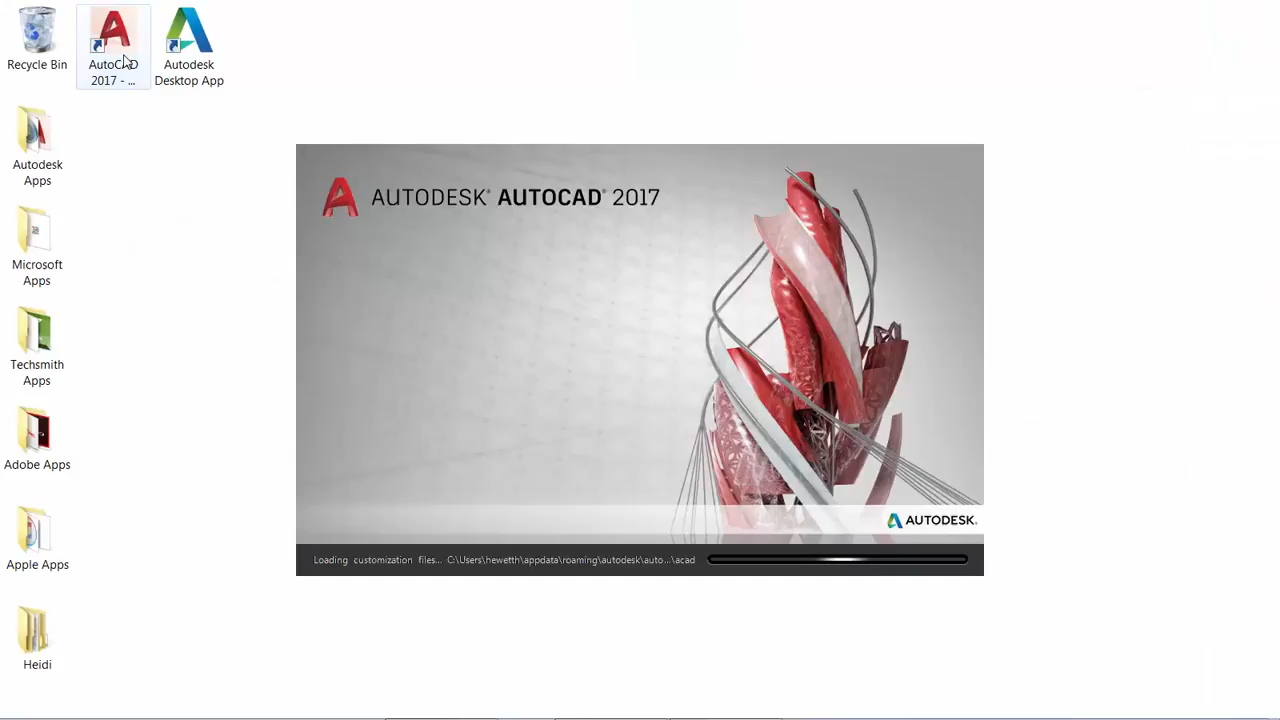 Recycle Bin
AutoCAD
2017 - ...
Autodesk
Desktop App
Autodesk
Apps
Microsoft
Apps
Techsmith
Apps
Adobe Apps
Apple Apps
Heidi
AUTODESK® AUTOCAD® 2017
AUTODESK.
Loading customization files... C:\Users\hewetth\appdata\roaming\autodesk\auto...\acad